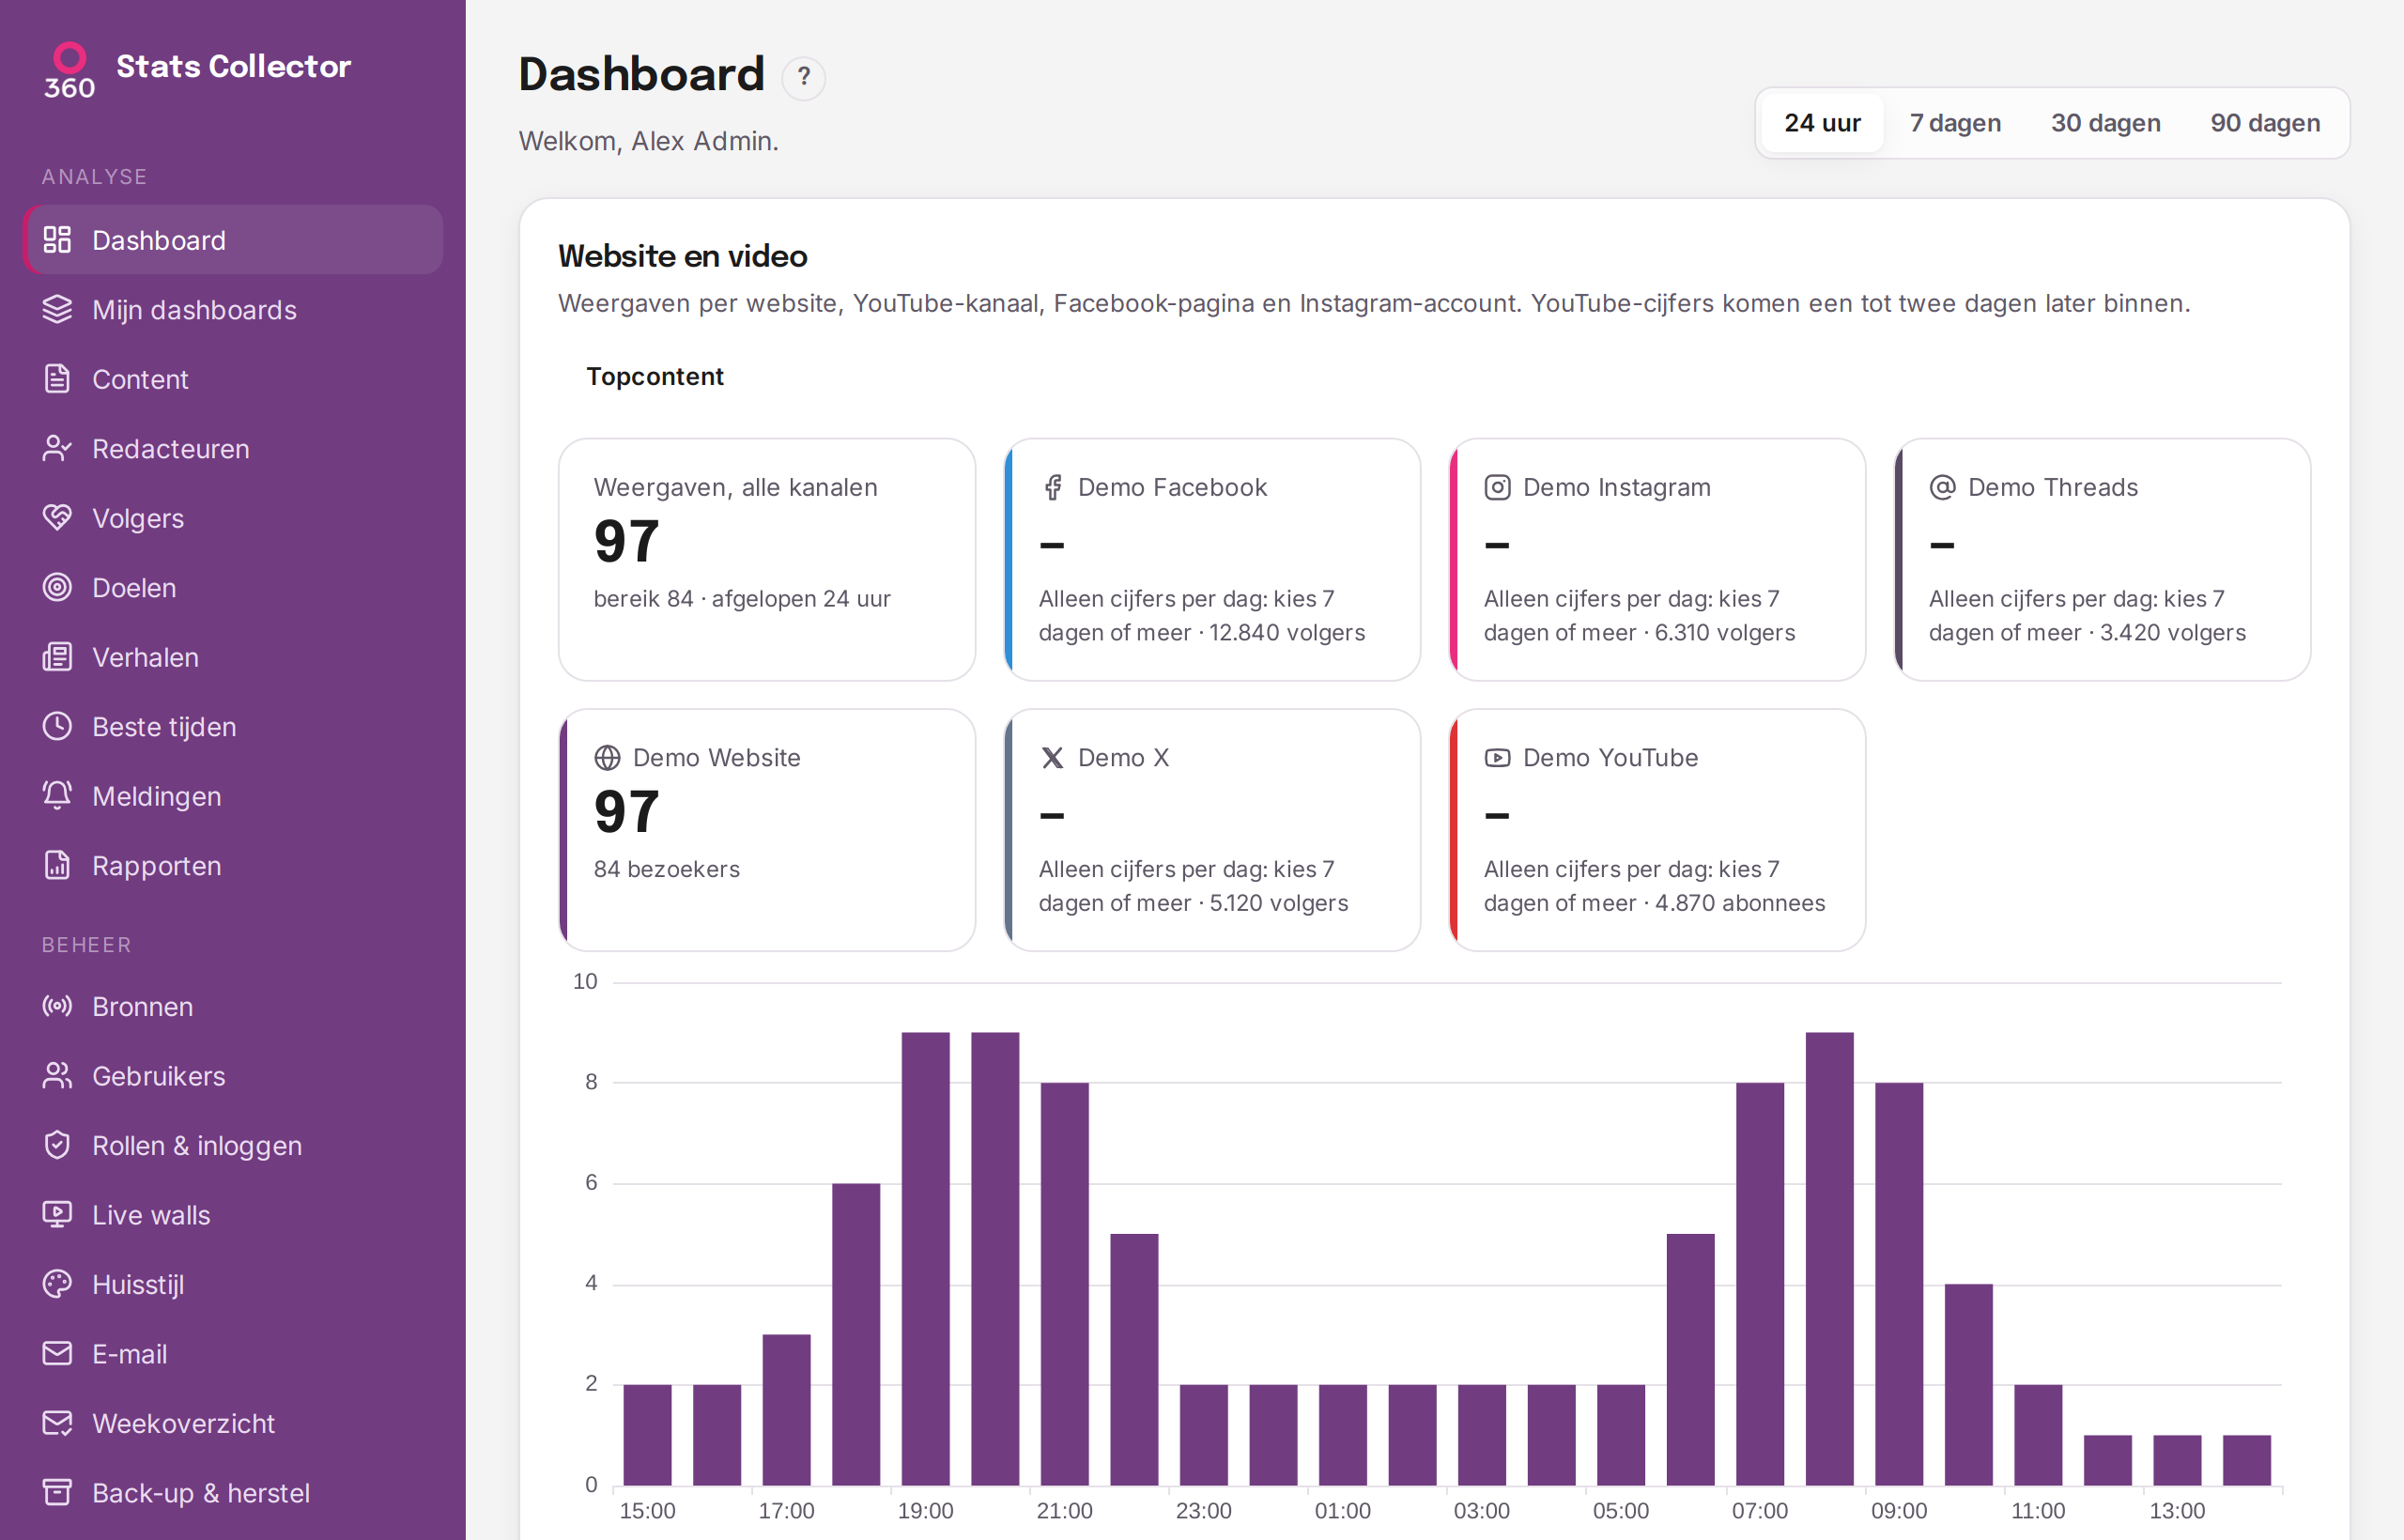 360
Stats Collector
ANALYSE
Dashboard
Mijn dashboards
Content
Redacteuren
Volgers
Doelen
Verhalen
Beste tijden
Meldingen
Rapporten
BEHEER
Bronnen
Gebruikers
Rollen & inloggen
Live walls
Huisstijl
E-mail
Weekoverzicht
Back-up & herstel
Dashboard ?
Welkom, Alex Admin.
24 uur 7 dagen 30 dagen 90 dagen
Website en video
Weergaven per website, YouTube-kanaal, Facebook-pagina en Instagram-account. YouTube-cijfers komen een tot twee dagen later binnen.
Topcontent
Weergaven, alle kanalen
97
bereik 84 · afgelopen 24 uur
Demo Facebook
–
Alleen cijfers per dag: kies 7
dagen of meer · 12.840 volgers
Demo Instagram
–
Alleen cijfers per dag: kies 7
dagen of meer · 6.310 volgers
Demo Threads
–
Alleen cijfers per dag: kies 7
dagen of meer · 3.420 volgers
Demo Website
97
84 bezoekers
Demo X
–
Alleen cijfers per dag: kies 7
dagen of meer · 5.120 volgers
Demo YouTube
–
Alleen cijfers per dag: kies 7
dagen of meer · 4.870 abonnees
10
8
6
4
2
0
15:00 17:00 19:00 21:00 23:00 01:00 03:00 05:00 07:00 09:00 11:00 13:00